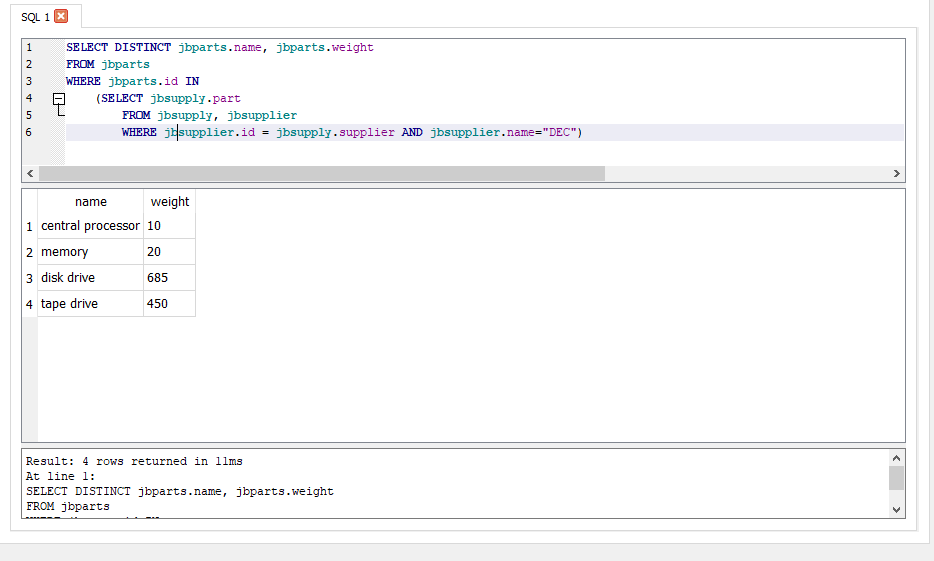 SQL 1
1 SELECT DISTINCT jbparts.name, jbparts.weight
2 FROM jbparts
3 WHERE jbparts.id IN
4 (SELECT jbsupply.part
5 FROM jbsupply, jbsupplier
6 WHERE jbsupplier.id = jbsupply.supplier AND jbsupplier.name="DEC")
name weight
1 central processor 10
2 memory 20
3 disk drive 685
4 tape drive 450
Result: 4 rows returned in 11ms
At line 1:
SELECT DISTINCT jbparts.name, jbparts.weight
FROM jbparts